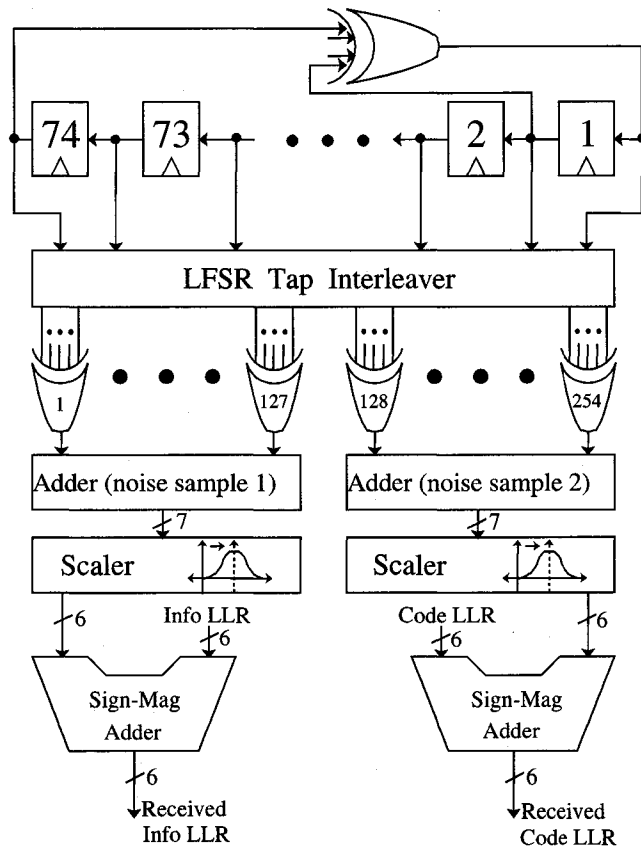 74 73 2 1
LFSR Tap Interleaver
1 127 128 254
Adder (noise sample 1) Adder (noise sample 2)
7 7
Scaler Scaler
6 Info LLR Code LLR 6
6 6
Sign-Mag Sign-Mag
Adder Adder
6 6
Received Received
Info LLR Code LLR